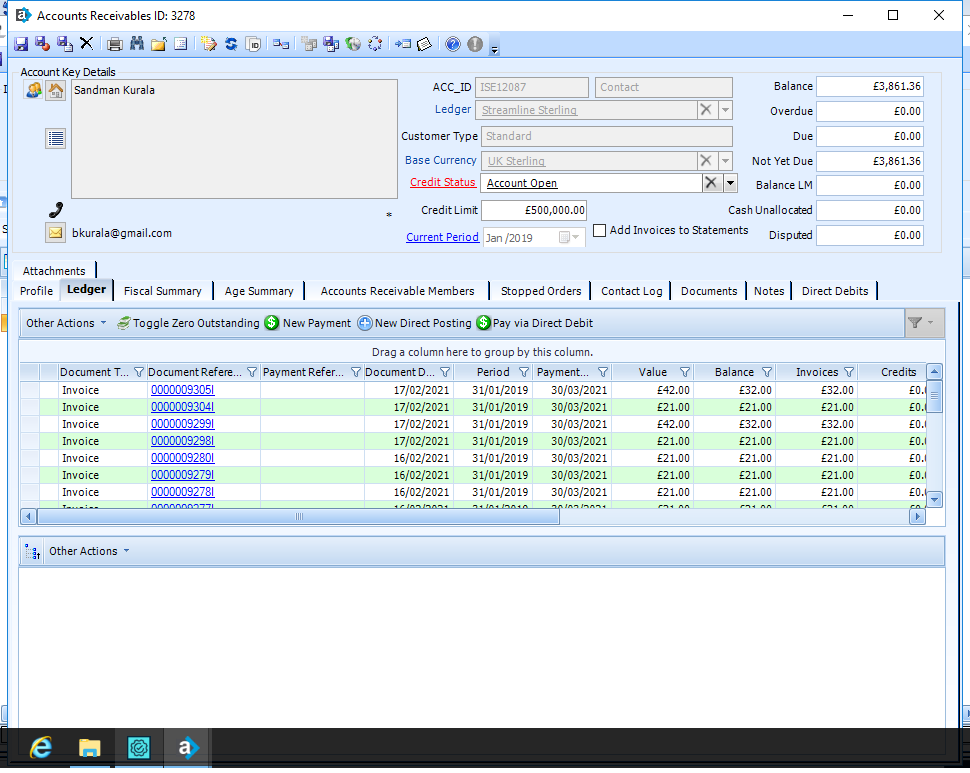 Accounts Receivables ID: 3278
Account Key Details
Sandman Kurala
bkurala@gmail.com
*
ACC_ID ISE12087 Contact
Ledger Streamline Sterling
Customer Type Standard
Base Currency UK Sterling
Credit Status Account Open
Credit Limit £500,000.00
Current Period Jan /2019
Add Invoices to Statements
Balance £3,861.36
Overdue £0.00
Due £0.00
Not Yet Due £3,861.36
Balance LM £0.00
Cash Unallocated £0.00
Disputed £0.00
Attachments
Profile Ledger Fiscal Summary Age Summary Accounts Receivable Members Stopped Orders Contact Log Documents Notes Direct Debits
Other Actions Toggle Zero Outstanding New Payment New Direct Posting Pay via Direct Debit
Drag a column here to group by this column.
Document T... Document Refere... Payment Refer... Document D... Period Payment... Value Balance Invoices Credits
Invoice 0000009305I 17/02/2021 31/01/2019 30/03/2021 £42.00 £32.00 £32.00 £0.
Invoice 0000009304I 17/02/2021 31/01/2019 30/03/2021 £21.00 £21.00 £21.00 £0.
Invoice 0000009299I 17/02/2021 31/01/2019 30/03/2021 £42.00 £32.00 £32.00 £0.
Invoice 0000009298I 17/02/2021 31/01/2019 30/03/2021 £21.00 £21.00 £21.00 £0.
Invoice 0000009280I 16/02/2021 31/01/2019 30/03/2021 £21.00 £21.00 £21.00 £0.
Invoice 0000009279I 16/02/2021 31/01/2019 30/03/2021 £21.00 £21.00 £21.00 £0.
Invoice 0000009278I 16/02/2021 31/01/2019 30/03/2021 £21.00 £21.00 £21.00 £0.
Other Actions